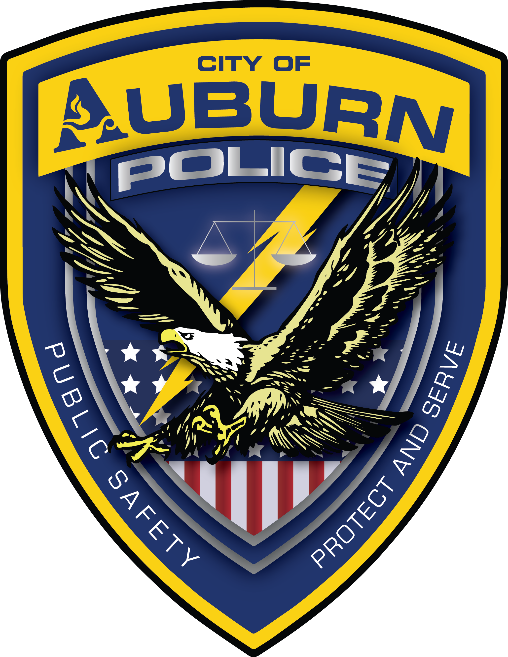 CITY OF
AUBURN
POLICE
PUBLIC SAFETY
PROTECT AND SERVE